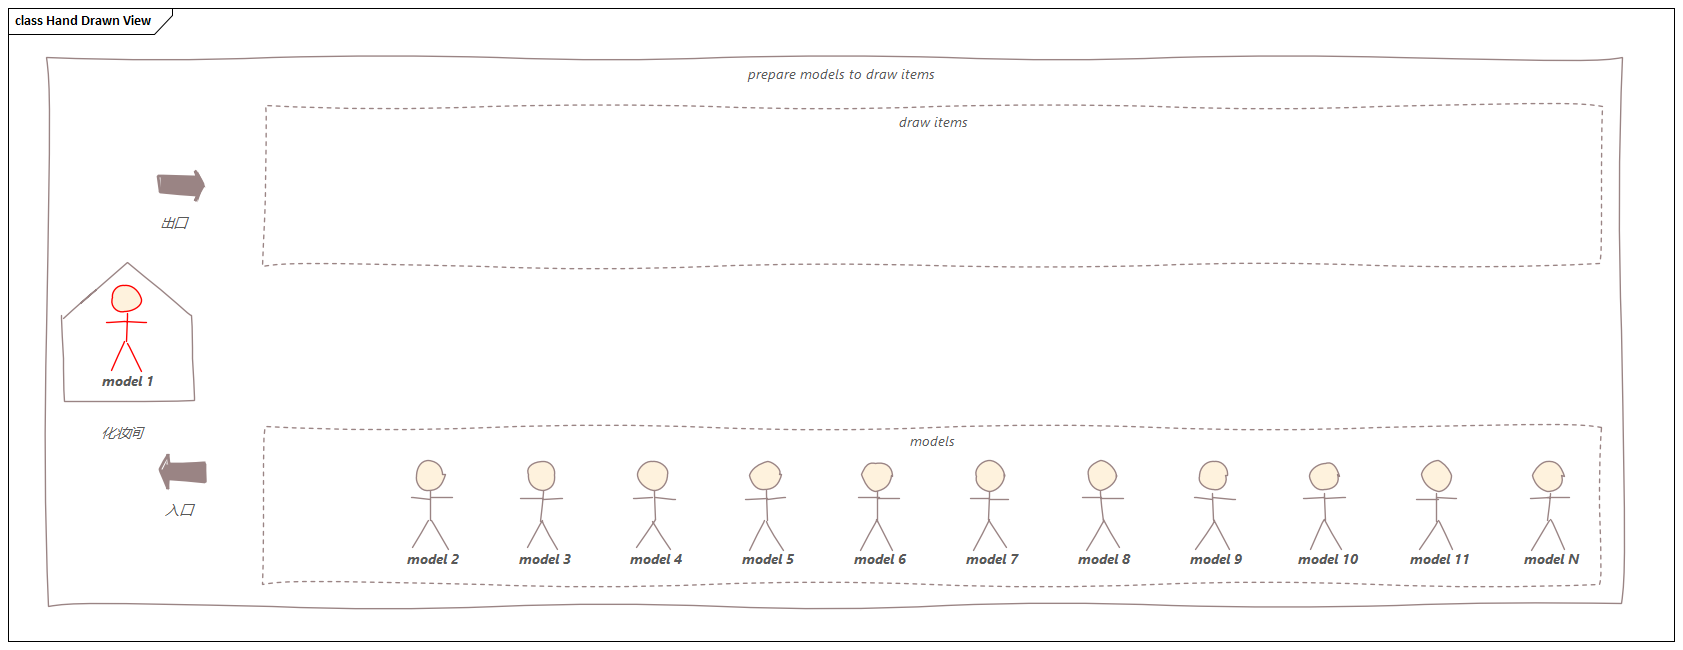 class Hand Drawn View
prepare models to draw items
draw items
出口
model 1
化妆间
models
入口
model 2
model 3
model 4
model 5
model 6
model 7
model 8
model 9
model 10
model 11
model N